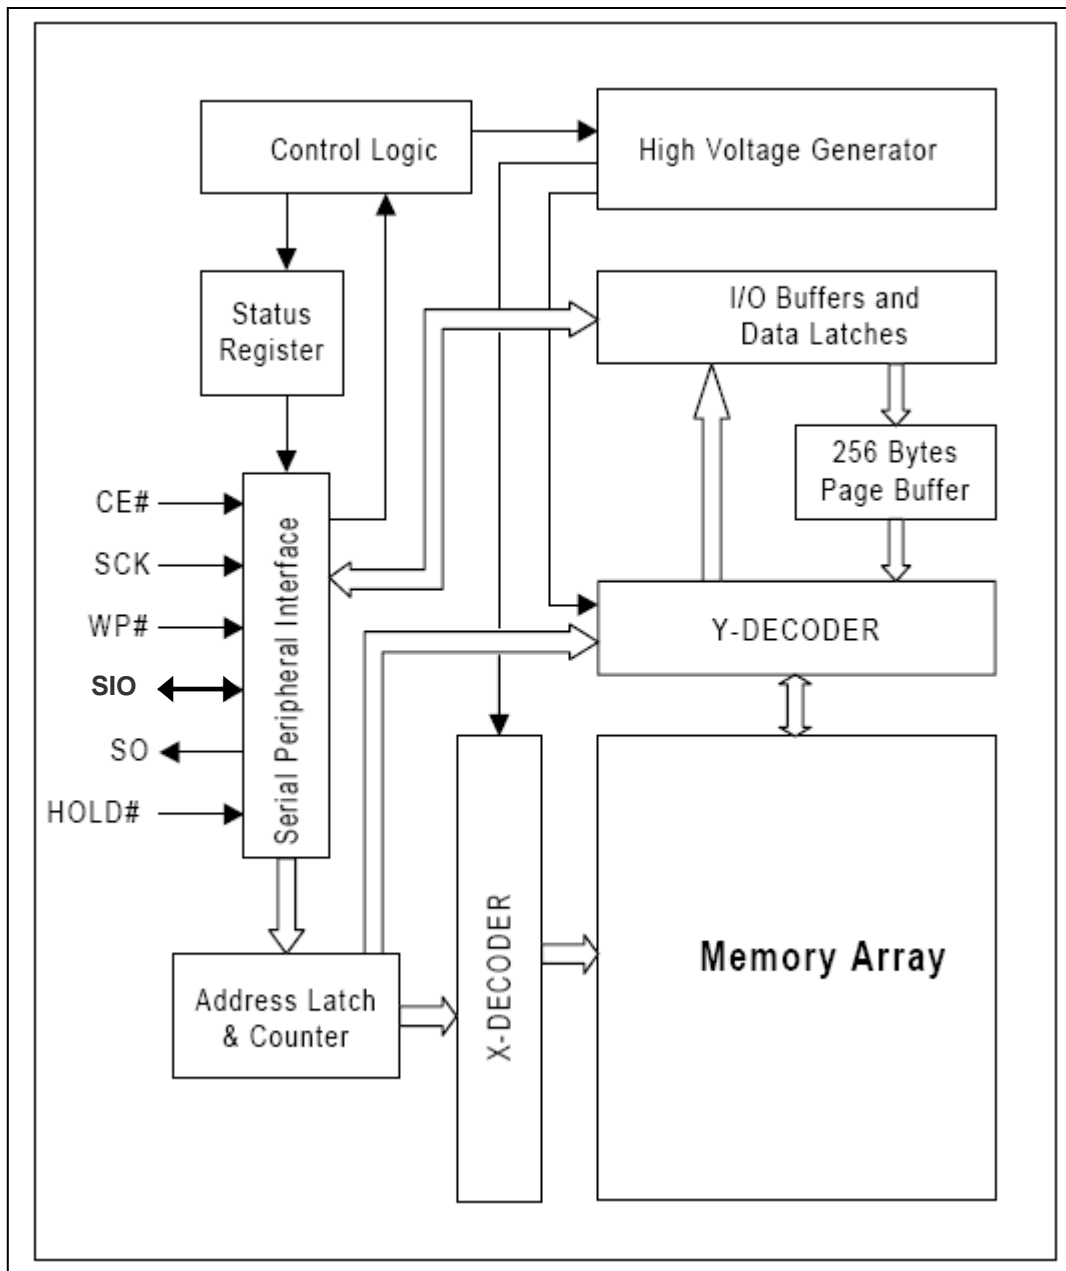 Control Logic
High Voltage Generator
Status
Register
I/O Buffers and
Data Latches
256 Bytes
Page Buffer
CE#
SCK
WP#
SIO
SO
HOLD#
Serial Peripheral Interface
Y-DECODER
Address Latch
& Counter
X-DECODER
Memory Array